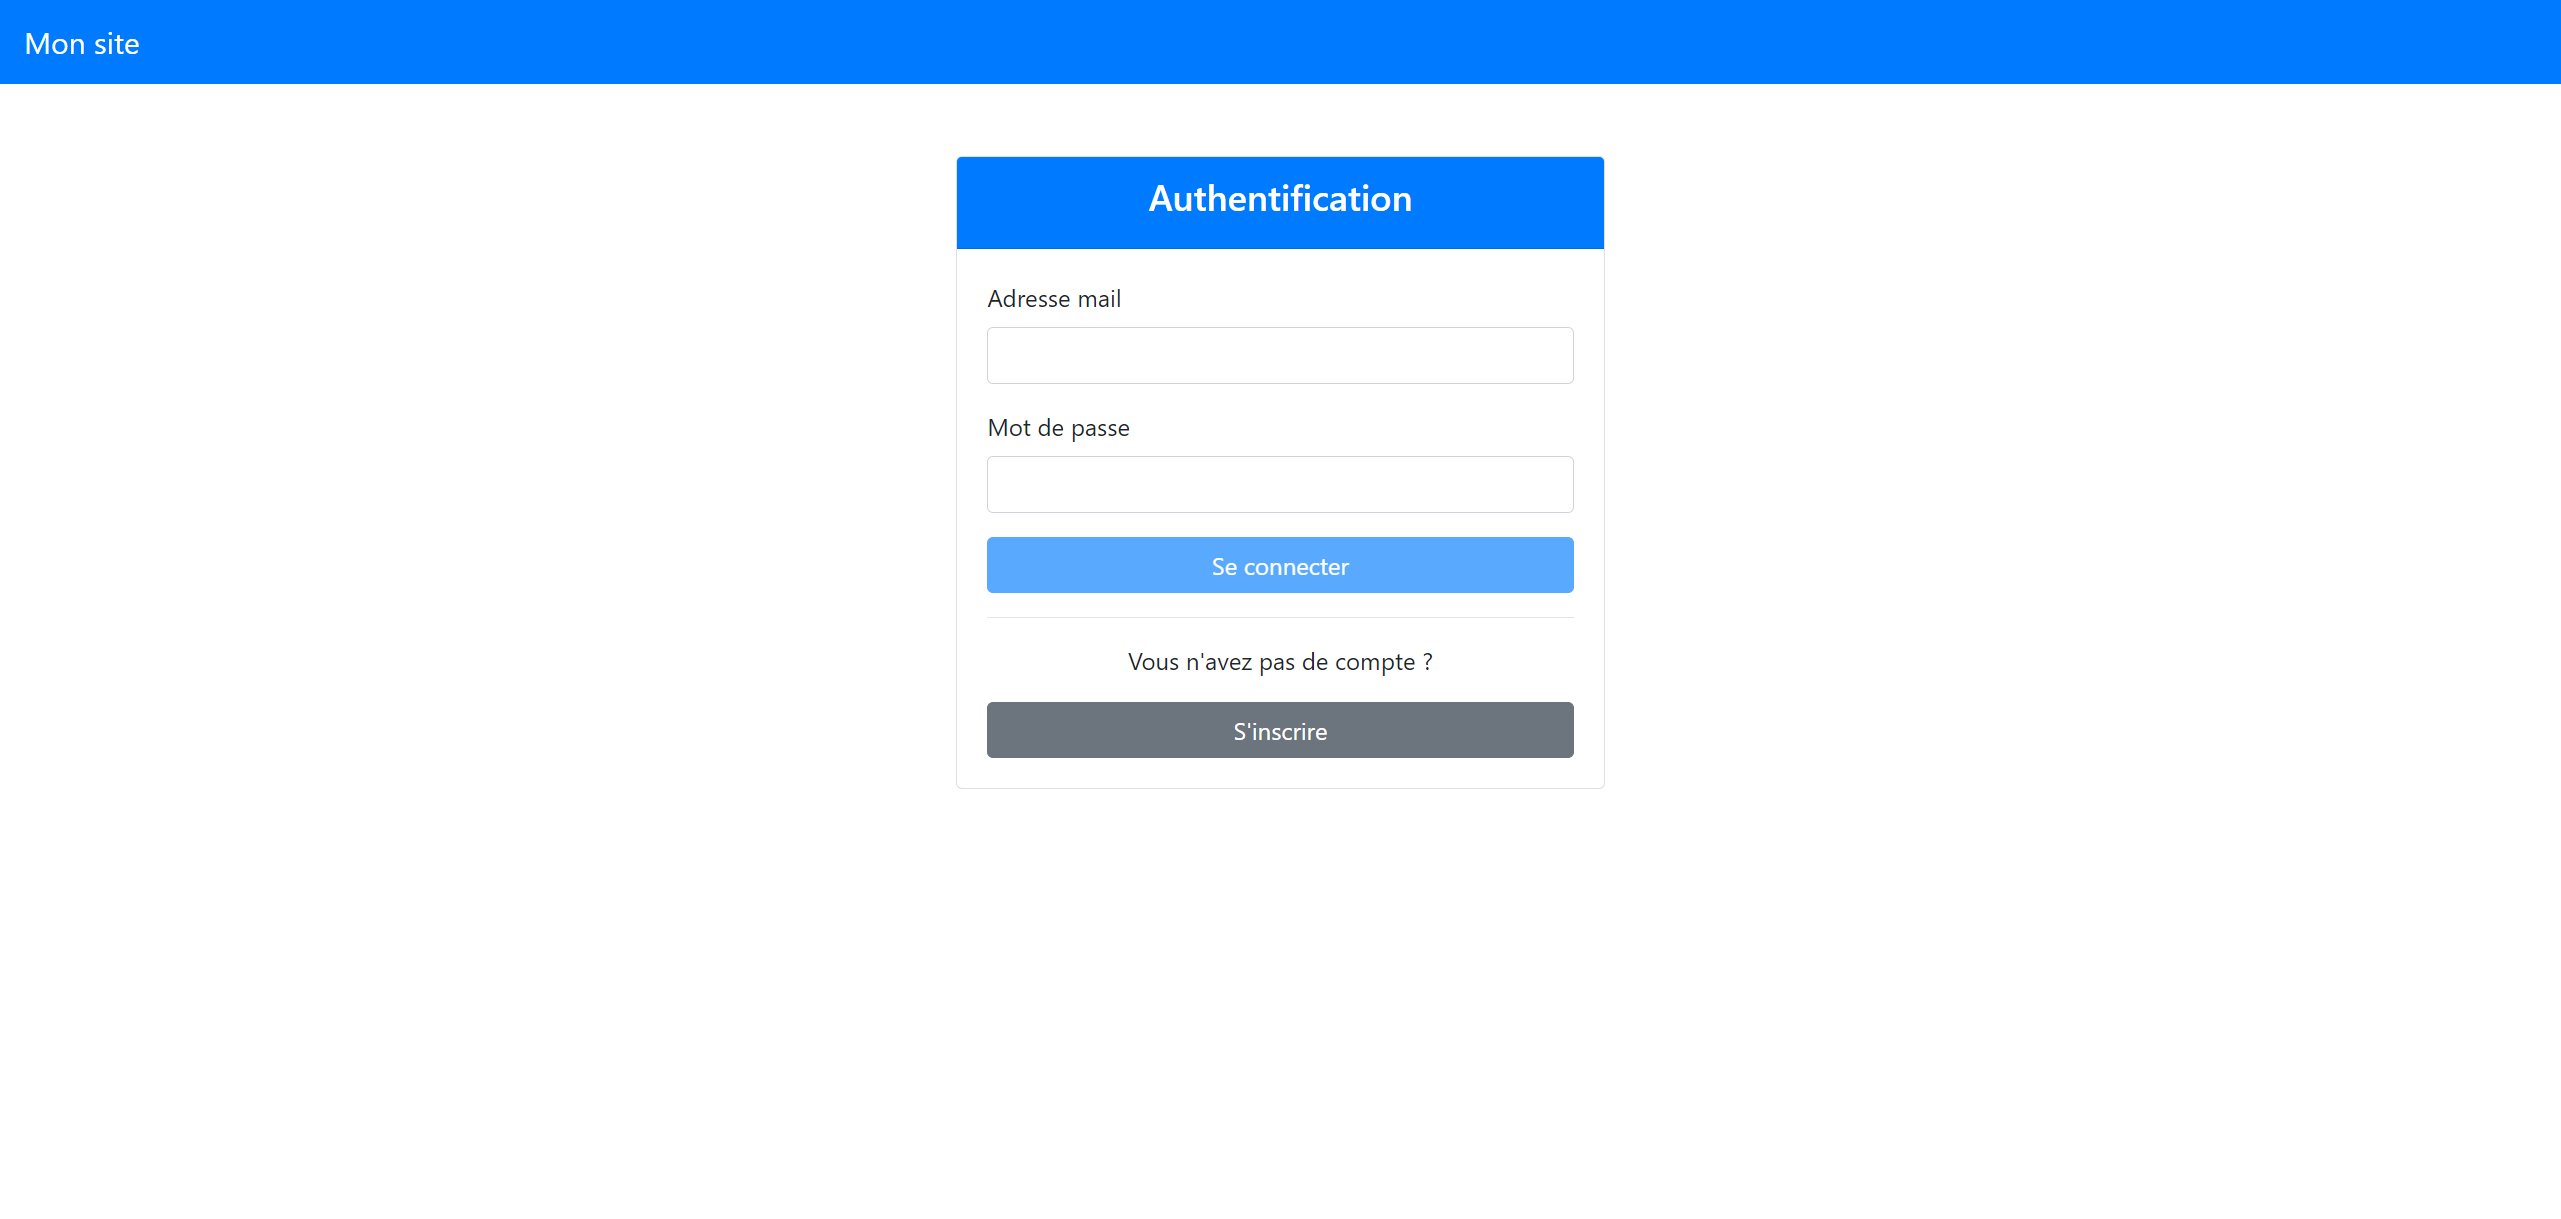 Mon site
Authentification
Adresse mail
Mot de passe
Se connecter
Vous n'avez pas de compte ?
S'inscrire